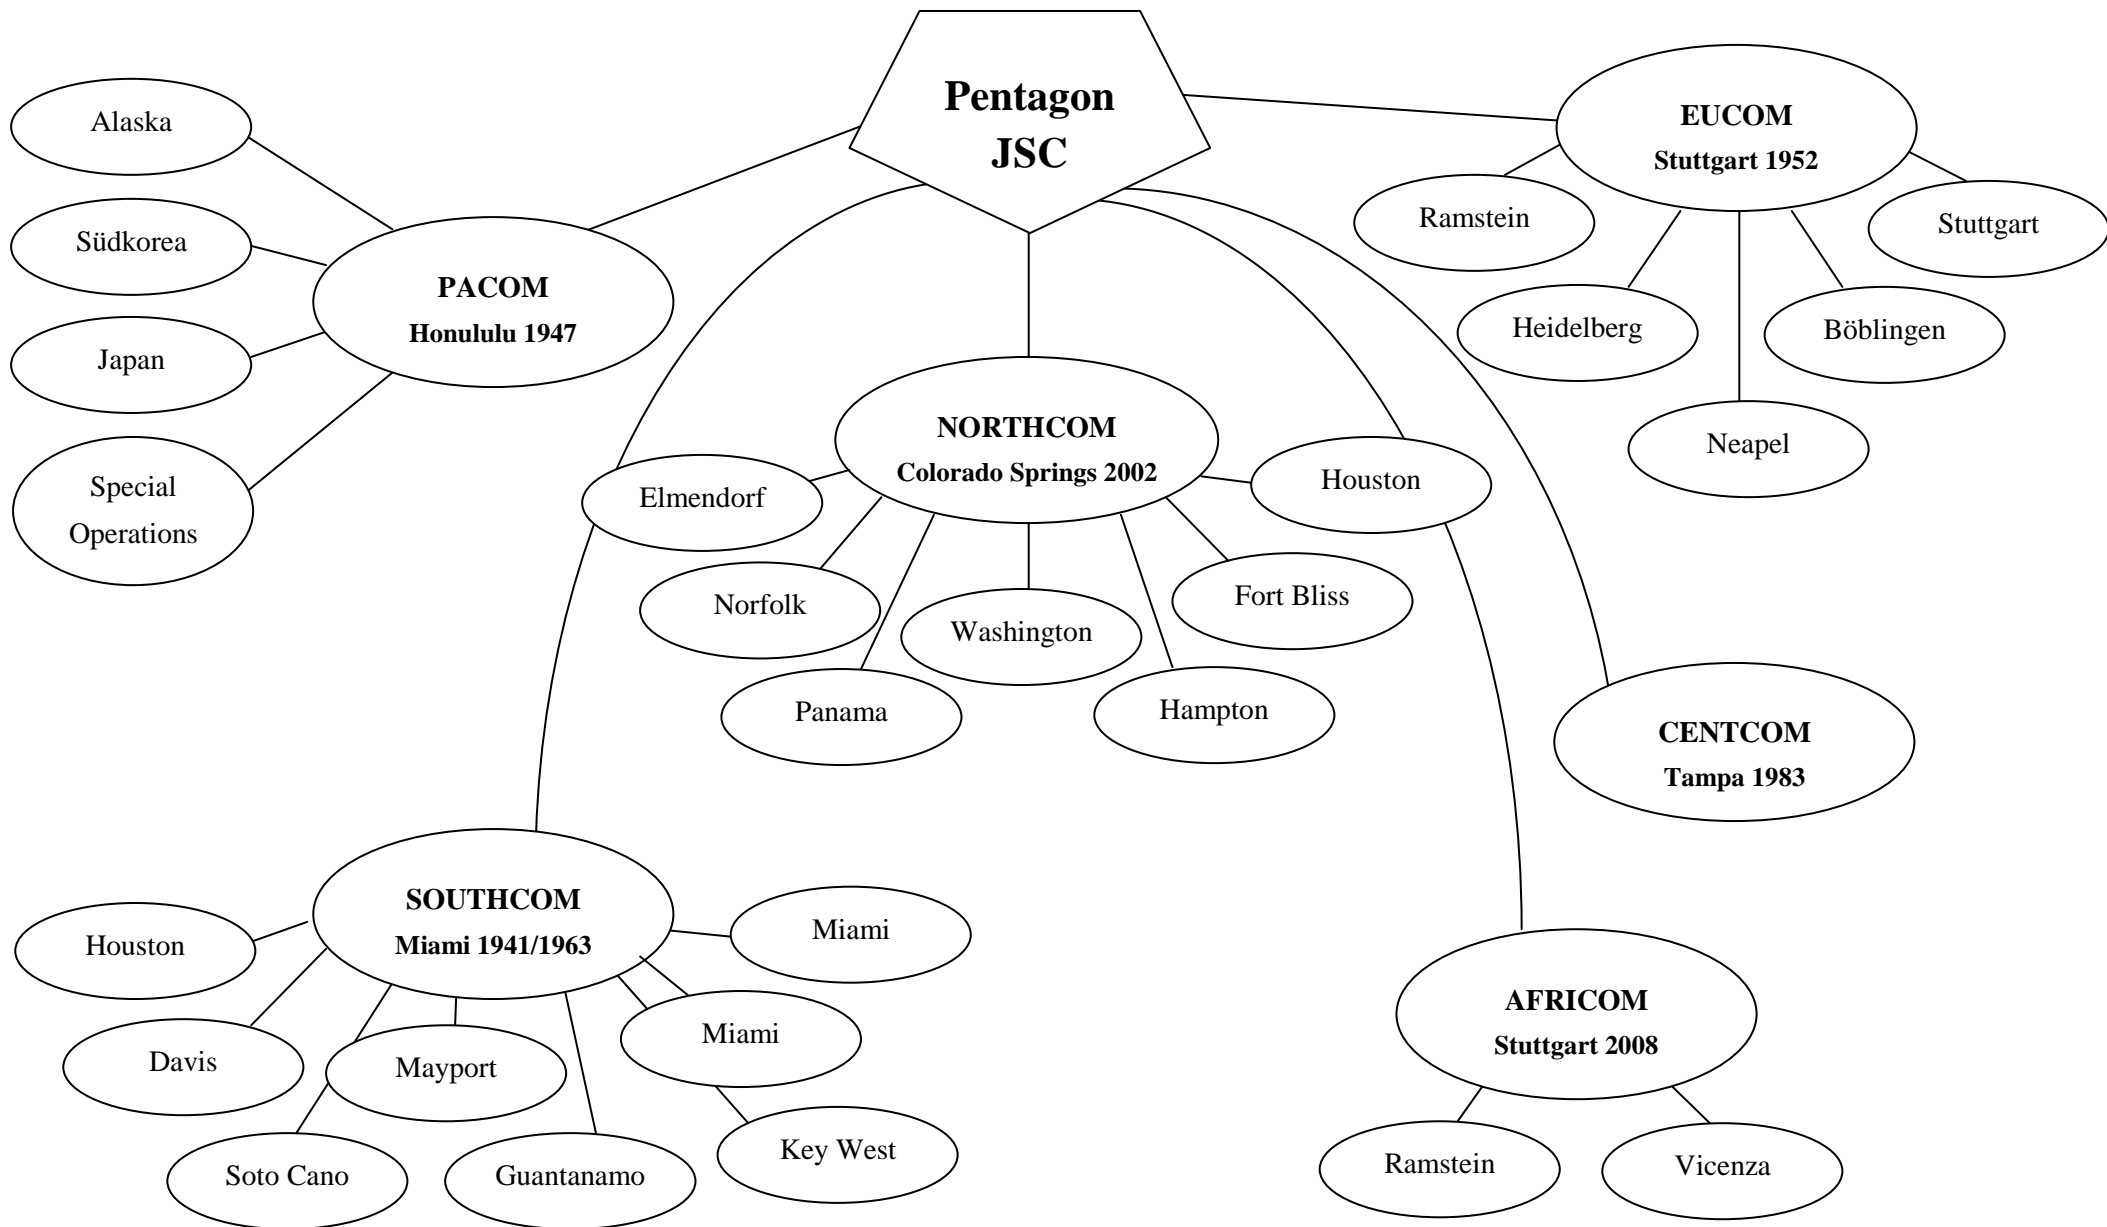 Pentagon
JSC
EUCOM
Stuttgart 1952
Ramstein
Heidelberg
Neapel
Böblingen
Stuttgart
PACOM
Honululu 1947
Alaska
Südkorea
Japan
Special
Operations
NORTHCOM
Colorado Springs 2002
Elmendorf
Norfolk
Panama
Washington
Hampton
Fort Bliss
Houston
CENTCOM
Tampa 1983
SOUTHCOM
Miami 1941/1963
Houston
Davis
Soto Cano
Mayport
Guantanamo
Key West
Miami
Miami
AFRICOM
Stuttgart 2008
Ramstein
Vicenza